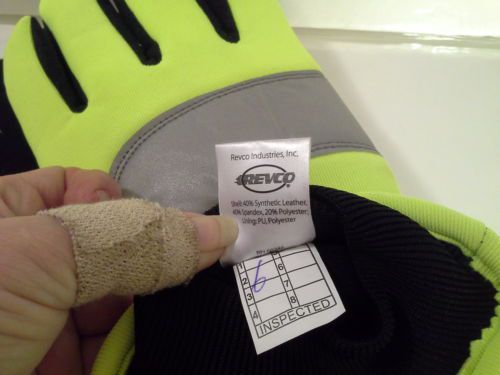 Revco Industries, Inc.
REVCO
Shell: 40% Synthetic Leather,
40% Spandex, 20% Polyester;
Lining: PU, Polyester
1 5
2 6
3 7
4 8
6
INSPECTED